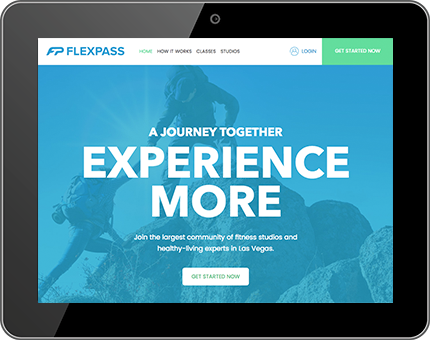 FP FLEXPASS
HOME HOW IT WORKS CLASSES STUDIOS
LOGIN
GET STARTED NOW
A JOURNEY TOGETHER
EXPERIENCE
MORE
Join the largest community of fitness studios and
healthy-living experts in Las Vegas.
GET STARTED NOW